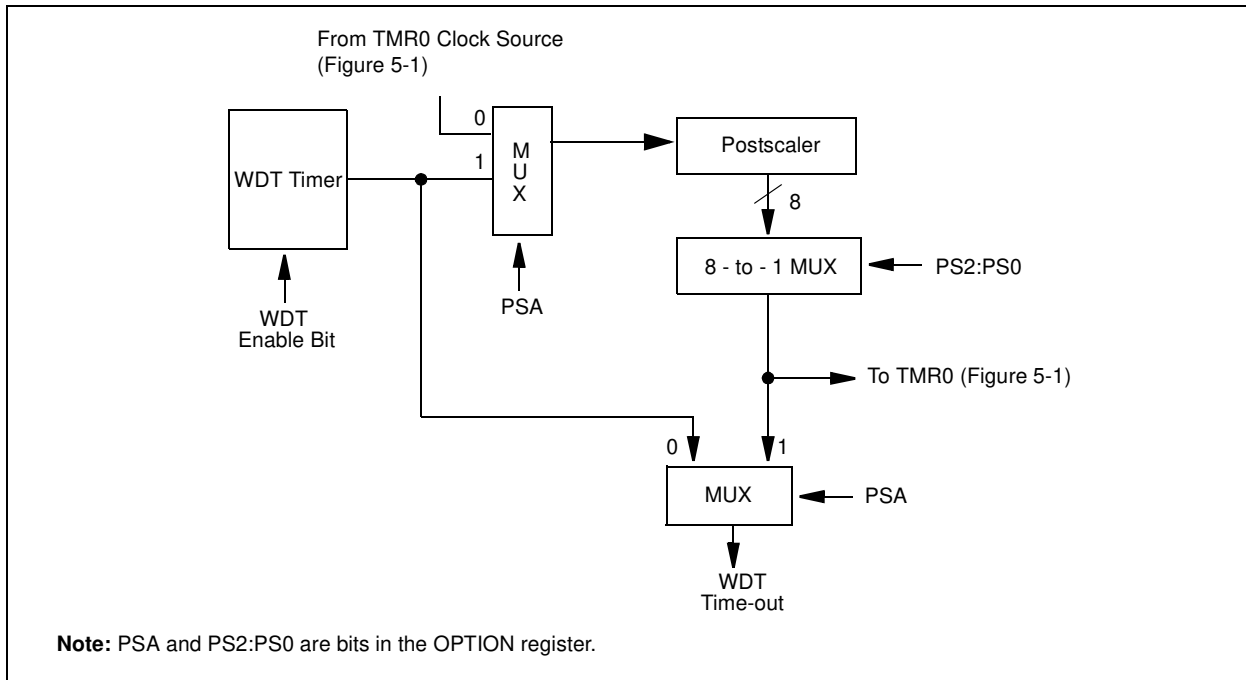 From TMR0 Clock Source
(Figure 5-1)
0
1
M
U
X
WDT Timer
Postscaler
8
8 - to - 1 MUX
PS2:PS0
PSA
WDT
Enable Bit
To TMR0 (Figure 5-1)
0
1
MUX
PSA
WDT
Time-out
Note: PSA and PS2:PS0 are bits in the OPTION register.